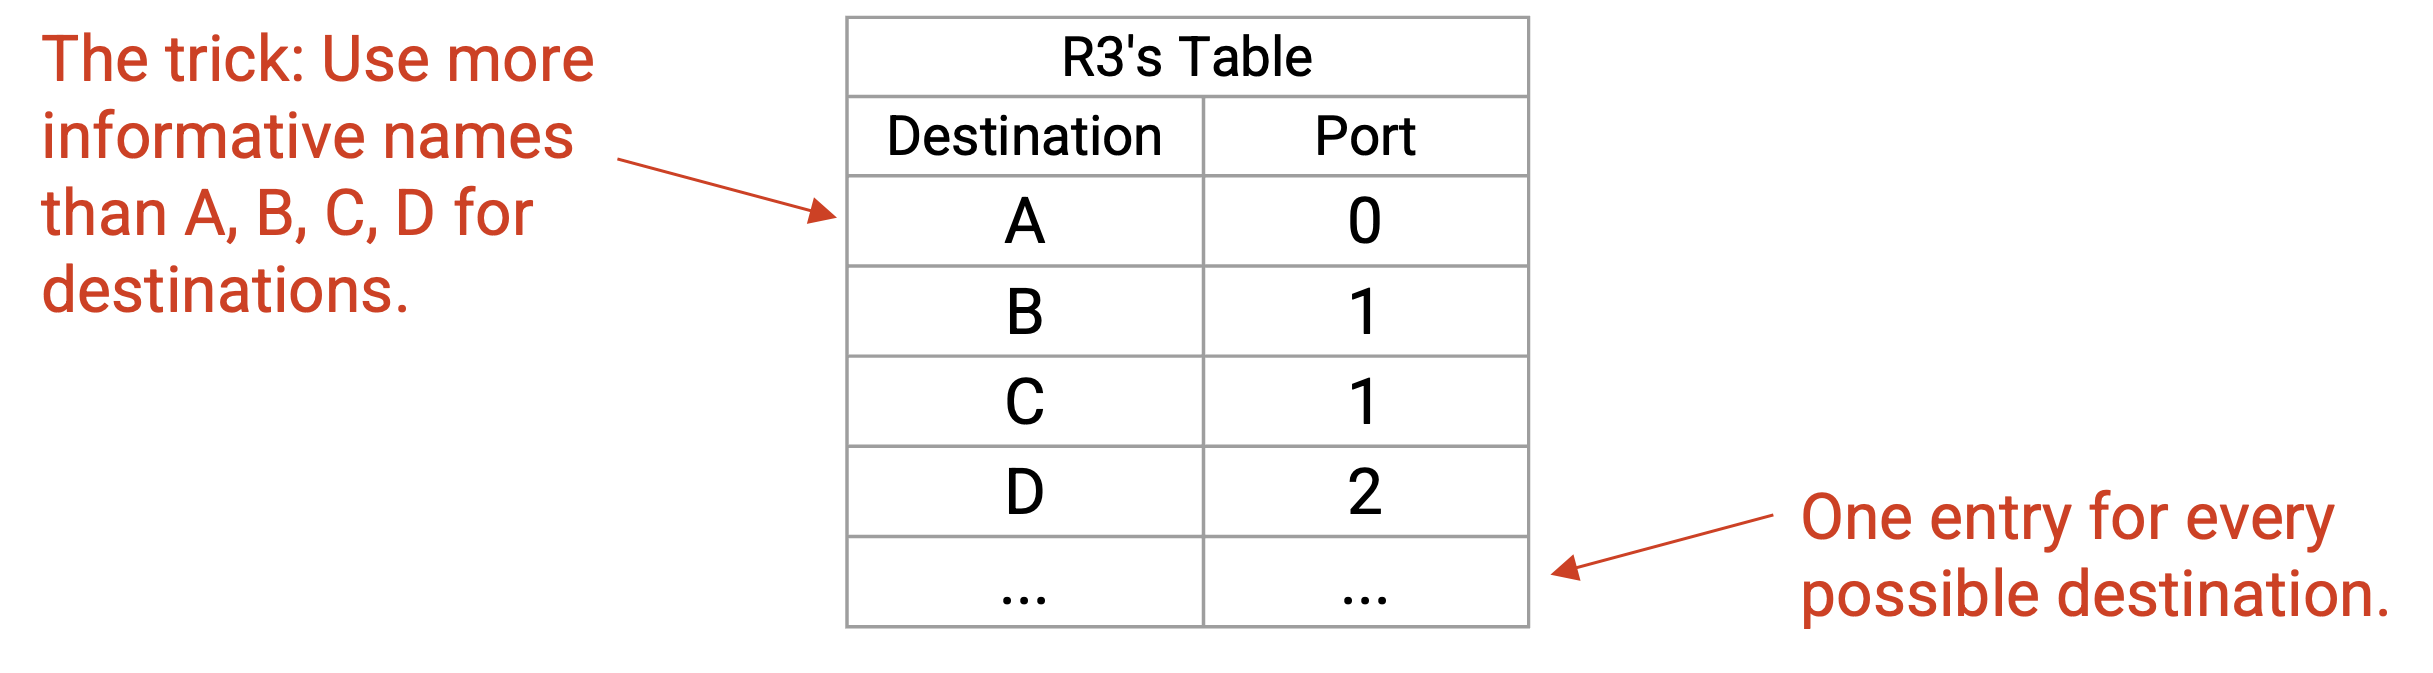 The trick: Use more
informative names
than A, B, C, D for
destinations.
R3's Table
Destination Port
A 0
B 1
C 1
D 2
... ...
One entry for every
possible destination.